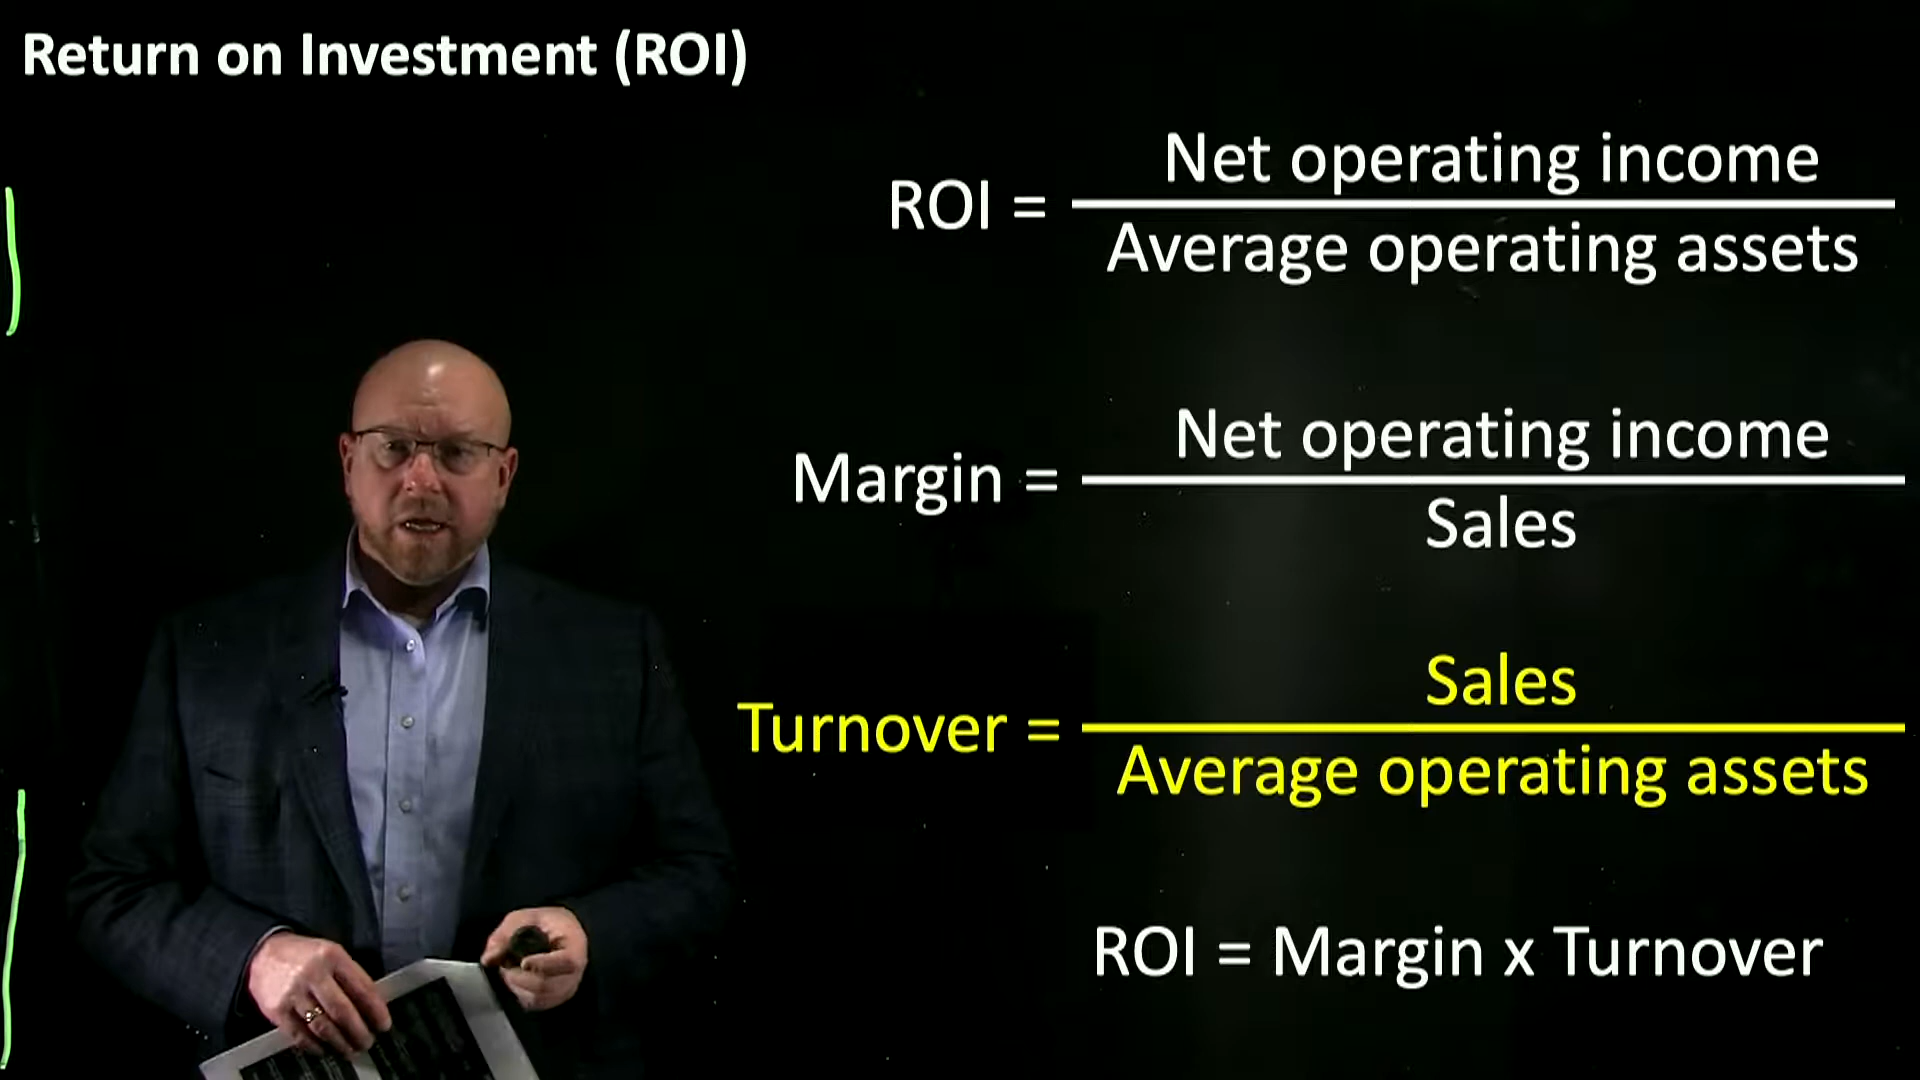 Return on Investment (ROI)
Net operating income
ROI =
Average operating assets
Net operating income
Margin =
Sales
Sales
Turnover =
Average operating assets
ROI = Margin x Turnover